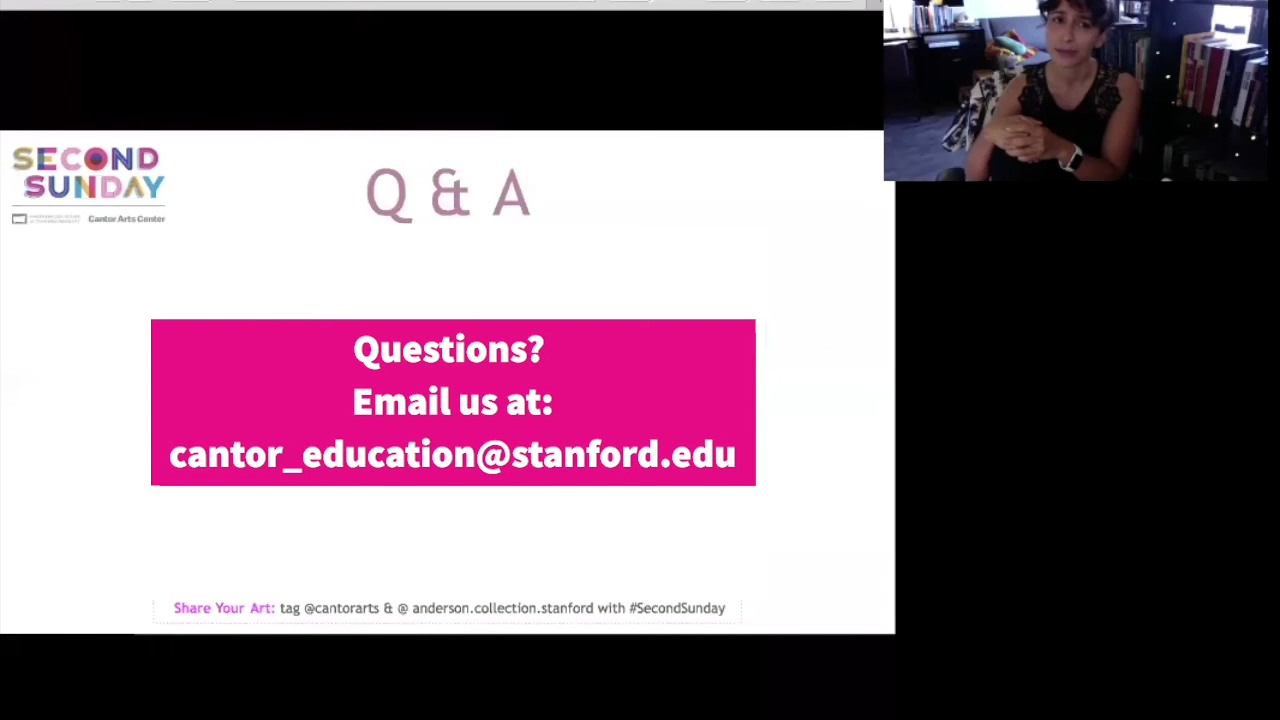 SECOND
SUNDAY
Cantor Arts Center
Q & A
Questions?
Email us at:
cantor_education@stanford.edu
Share Your Art: tag @cantorarts & @ anderson.collection.stanford with #SecondSunday